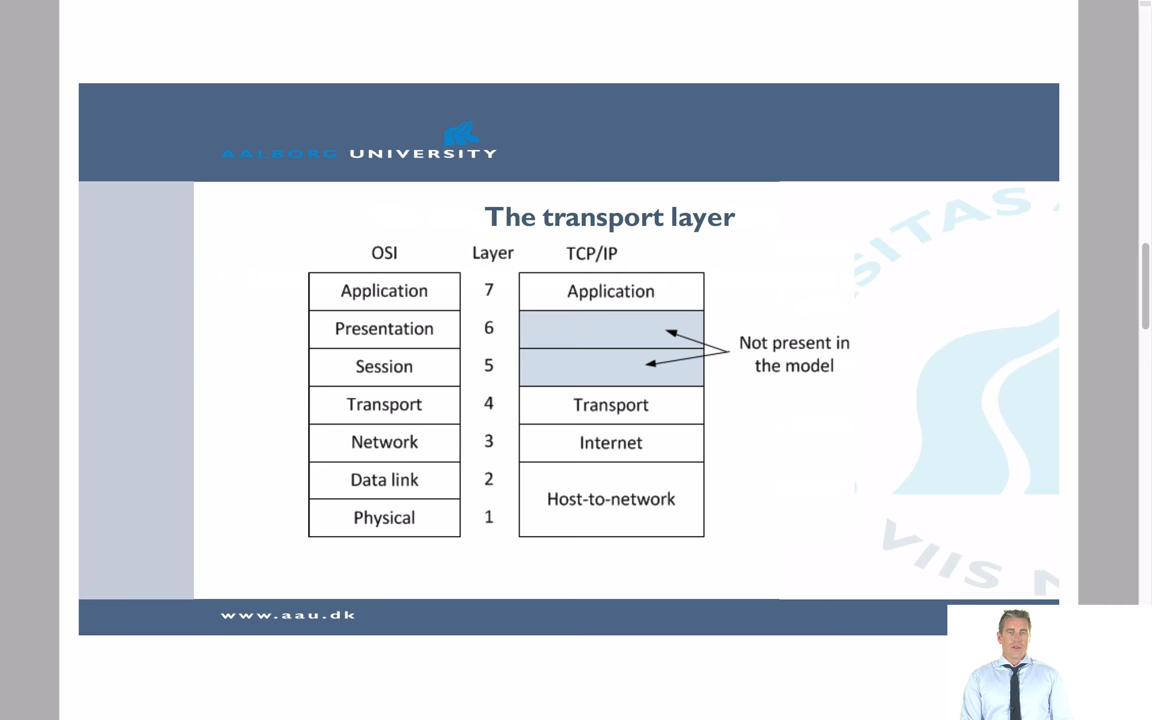 AALBORG UNIVERSITY
The transport layer
OSI Layer TCP/IP
Application 7 Application
Presentation 6
Session 5
Not present in
the model
Transport 4 Transport
Network 3 Internet
Data link 2
Host-to-network
Physical 1
www.aau.dk
SITAS
VIIS N